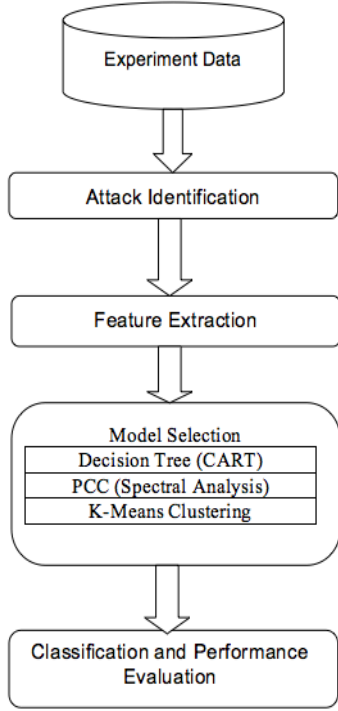 Experiment Data
Attack Identification
Feature Extraction
Model Selection
Decision Tree (CART)
PCC (Spectral Analysis)
K-Means Clustering
Classification and Performance
Evaluation